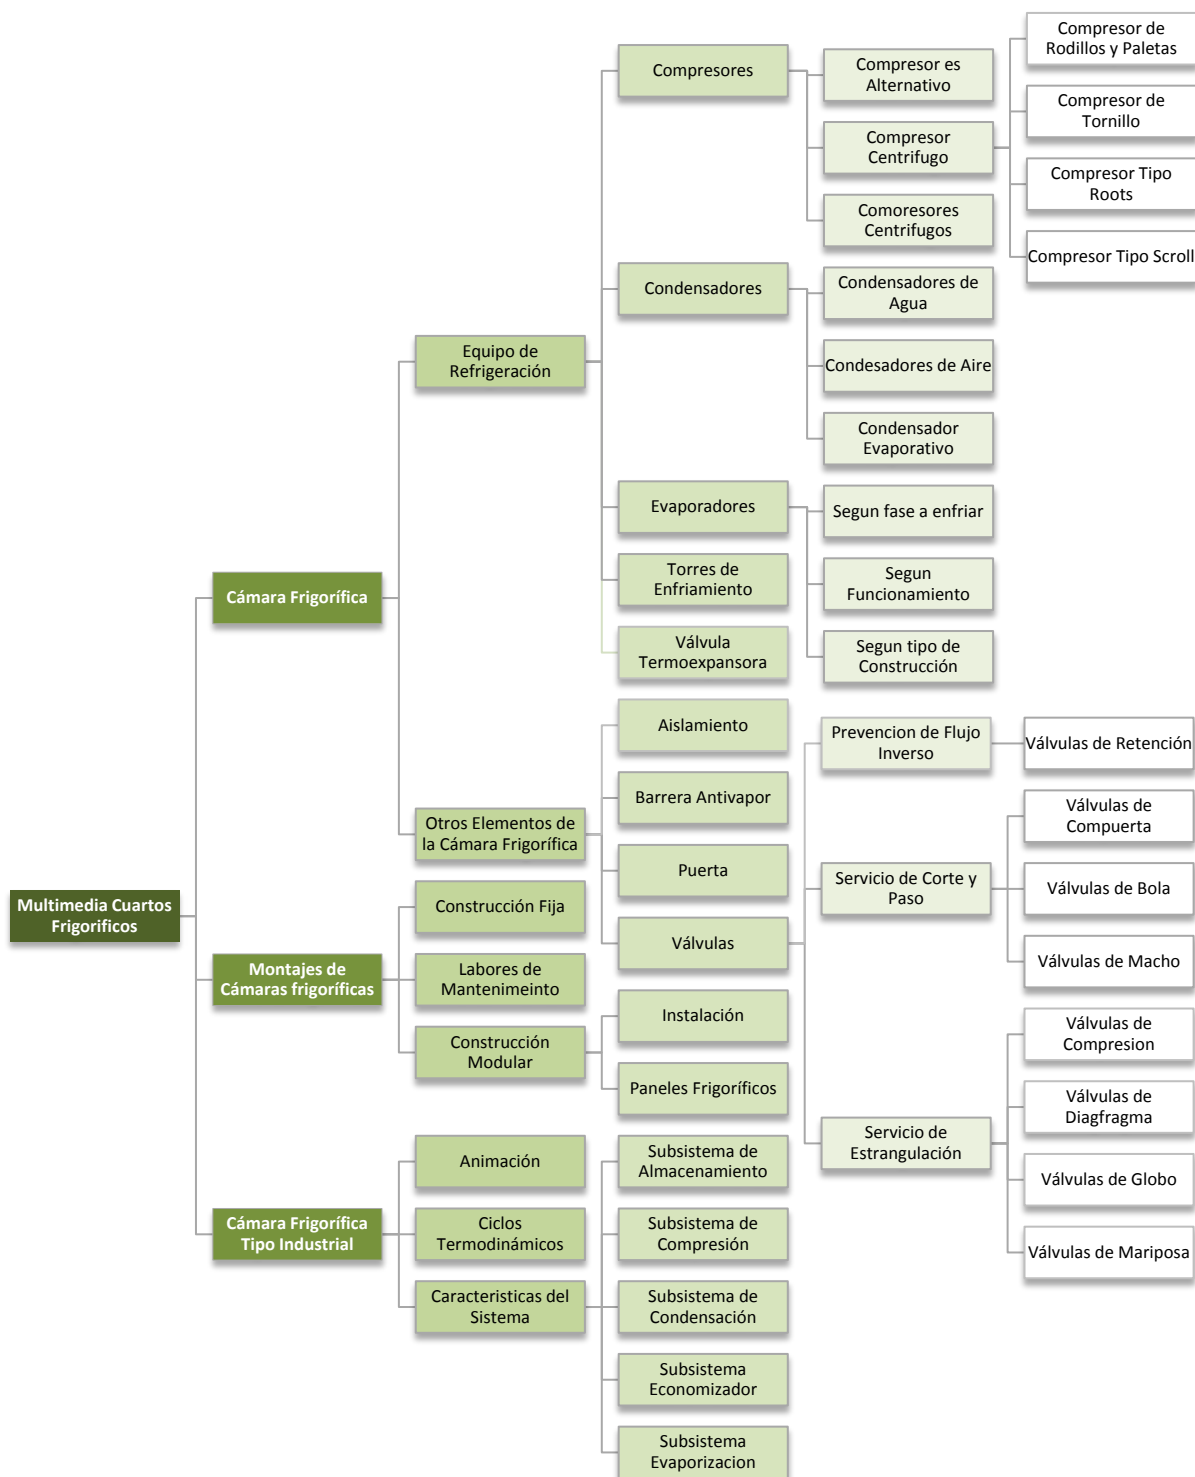 Multimedia Cuartos
Frigorificos
Cámara Frigorífica
Equipo de
Refrigeración
Compresores
Compresor es
Alternativo
Compresor
Centrifugo
Compresor de
Rodillos y Paletas
Compresor de
Tornillo
Compresor Tipo
Roots
Compresor Tipo Scroll
Comoresores
Centrifugos
Condensadores
Condensadores de
Agua
Condesadores de Aire
Condensador
Evaporativo
Evaporadores
Segun fase a enfriar
Segun
Funcionamiento
Segun tipo de
Construcción
Torres de
Enfriamiento
Válvula
Termoexpansora
Otros Elementos de
la Cámara Frigorífica
Aislamiento
Barrera Antivapor
Puerta
Válvulas
Prevencion de Flujo
Inverso
Válvulas de Retención
Servicio de Corte y
Paso
Válvulas de
Compuerta
Válvulas de Bola
Válvulas de Macho
Servicio de
Estrangulación
Válvulas de
Compresion
Válvulas de
Diagfragma
Válvulas de Globo
Válvulas de Mariposa
Montajes de
Cámaras frigoríficas
Construcción Fija
Labores de
Mantenimeinto
Construcción
Modular
Instalación
Paneles Frigoríficos
Cámara Frigorífica
Tipo Industrial
Animación
Ciclos
Termodinámicos
Caracteristicas del
Sistema
Subsistema de
Almacenamiento
Subsistema de
Compresión
Subsistema de
Condensación
Subsistema
Economizador
Subsistema
Evaporizacion